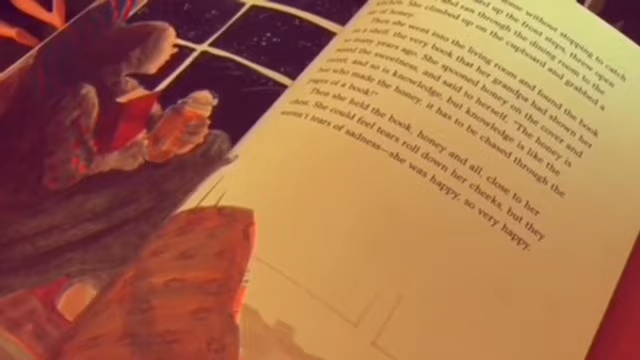 without stopping to catch
up the front steps, threw open
and ran through the dining room to the
kitchen. She climbed up on the cupboard and grabbed a
of honey.
Then she went into the living room and found the book
on a shelf, the very book that her grandpa had shown her
so many years ago. She spooned honey on the cover and
tasted the sweetness, and said to herself, "The honey is
sweet, and so is knowledge, but knowledge is like the
bee who made the honey, it has to be chased through the
pages of a book!"
Then she held the book, honey and all, close to her
chest. She could feel tears roll down her cheeks, but they
weren't tears of sadness—she was happy, so very happy.